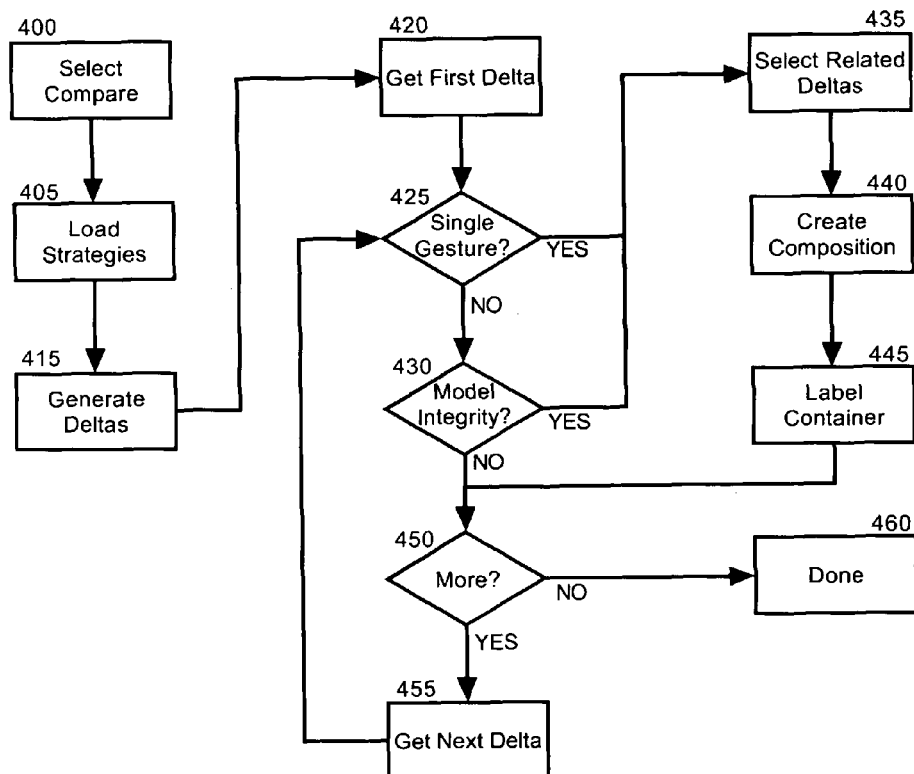 400
Select
Compare
405
Load
Strategies
415
Generate
Deltas
420
Get First Delta
425
Single
Gesture?
YES
NO
430
Model
Integrity?
YES
NO
435
Select Related
Deltas
440
Create
Composition
445
Label
Container
450
More?
NO
YES
455
Get Next Delta
460
Done